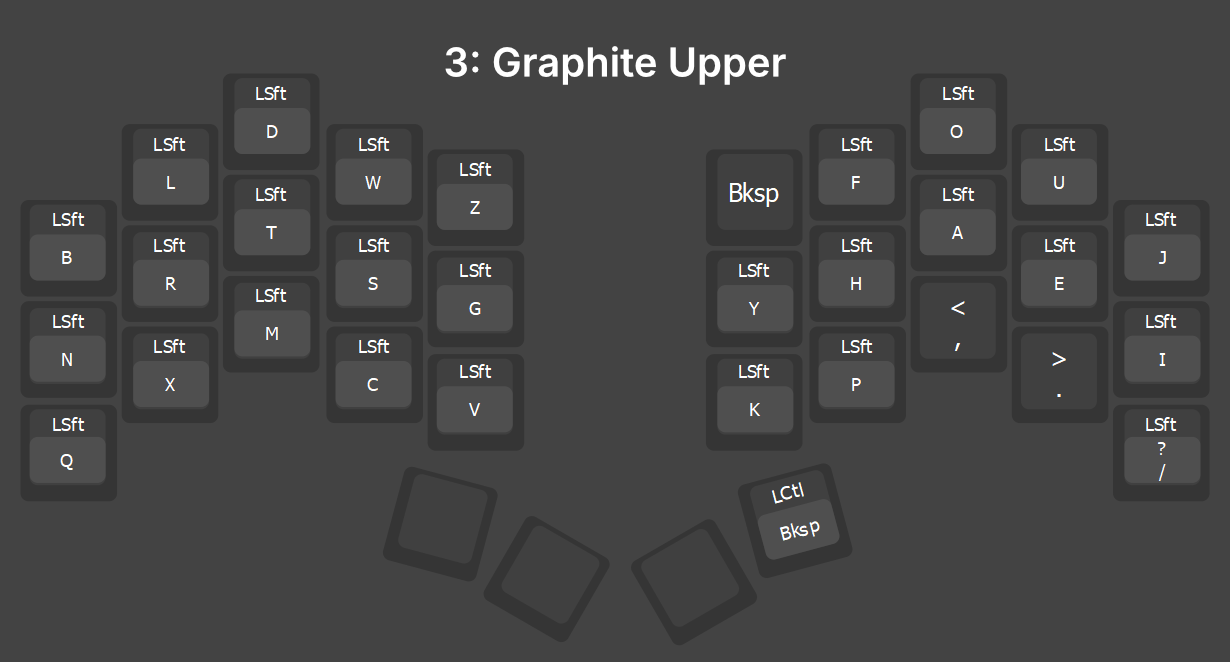 3: Graphite Upper
LSft
D
LSft
O
LSft
L
LSft
W
LSft
F
LSft
U
LSft
Z
Bksp
LSft
B
LSft
T
LSft
A
LSft
J
LSft
R
LSft
S
LSft
G
LSft
Y
LSft
H
LSft
E
LSft
N
LSft
M
<
,
LSft
I
LSft
X
LSft
C
LSft
V
LSft
K
LSft
P
>
.
LSft
Q
LSft
?
/
LCtl
Bksp